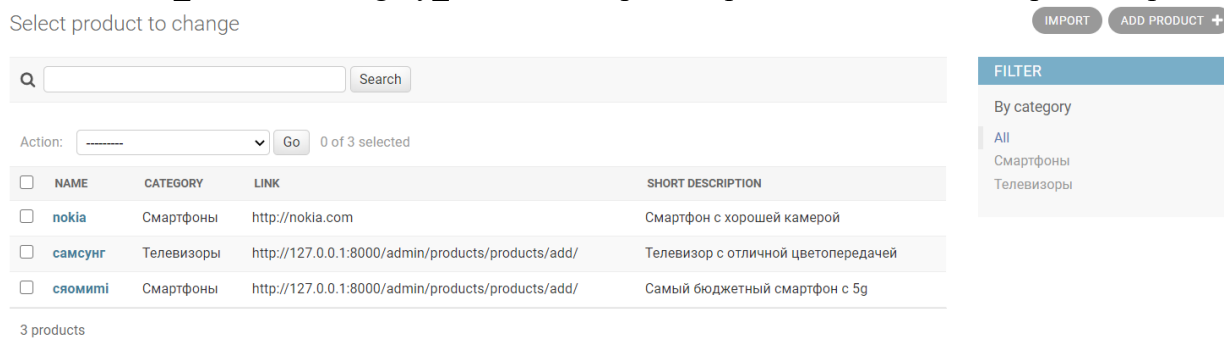 Select product to change
IMPORT ADD PRODUCT +
Search
FILTER
By category
All
Смартфоны
Телевизоры
Action: --------- Go 0 of 3 selected
NAME CATEGORY LINK SHORT DESCRIPTION
nokia Смартфоны http://nokia.com Смартфон с хорошей камерой
самсунг Телевизоры http://127.0.0.1:8000/admin/products/products/add/ Телевизор с отличной цветопередачей
сяомиmi Смартфоны http://127.0.0.1:8000/admin/products/products/add/ Самый бюджетный смартфон с 5g
3 products